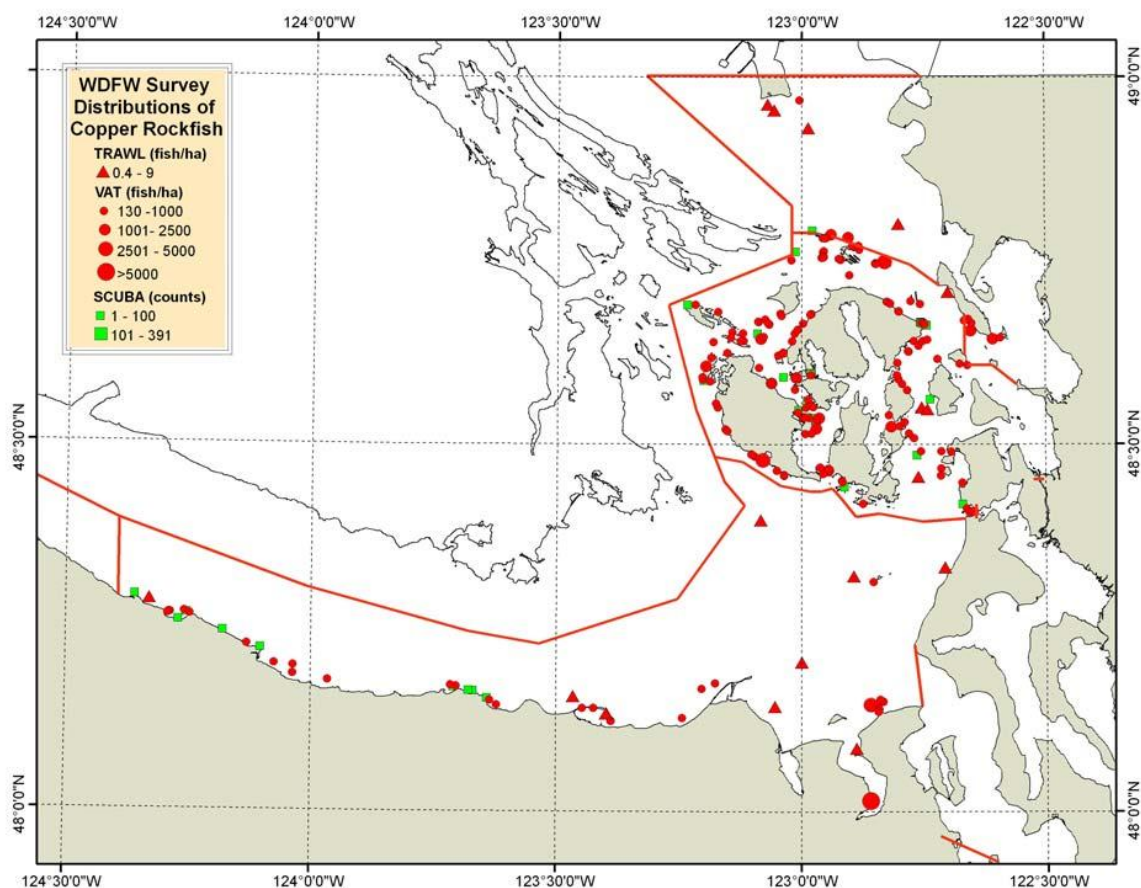 124°30'0"W 124°0'0"W 123°30'0"W 123°0'0"W 122°30'0"W
WDFW Survey
Distributions of
Copper Rockfish
TRAWL (fish/ha)
0.4 - 9
VAT (fish/ha)
130 -1000
1001- 2500
2501 - 5000
>5000
SCUBA (counts)
1 - 100
101 - 391
49°0'0"N
48°30'0"N 48°30'0"N
48°0'0"N 48°0'0"N
124°30'0"W 124°0'0"W 123°30'0"W 123°0'0"W 122°30'0"W